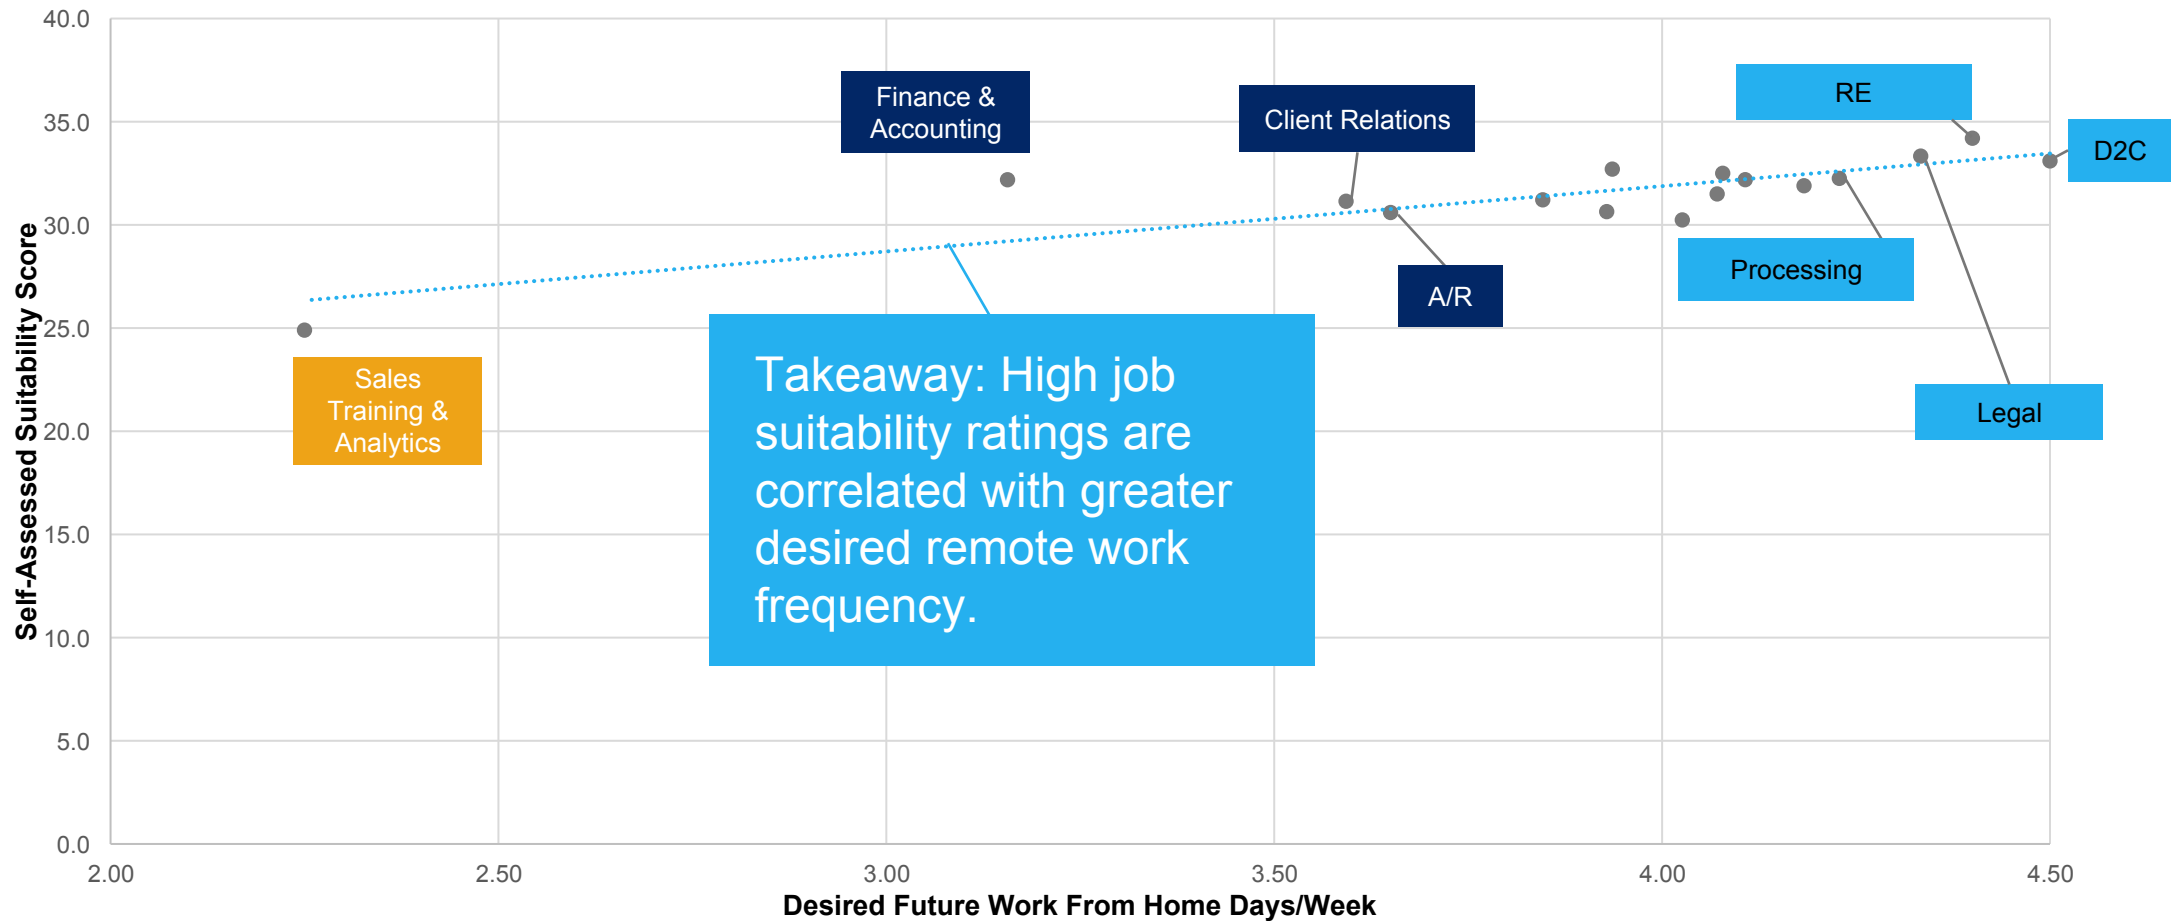 40.0
35.0
30.0
25.0
20.0
15.0
10.0
5.0
0.0
Self-Assessed Suitability Score
Finance &
Accounting
Client Relations
RE
D2C
Processing
A/R
Legal
Sales
Training &
Analytics
Takeaway: High job
suitability ratings are
correlated with greater
desired remote work
frequency.
2.00
2.50
3.00
3.50
4.00
4.50
Desired Future Work From Home Days/Week